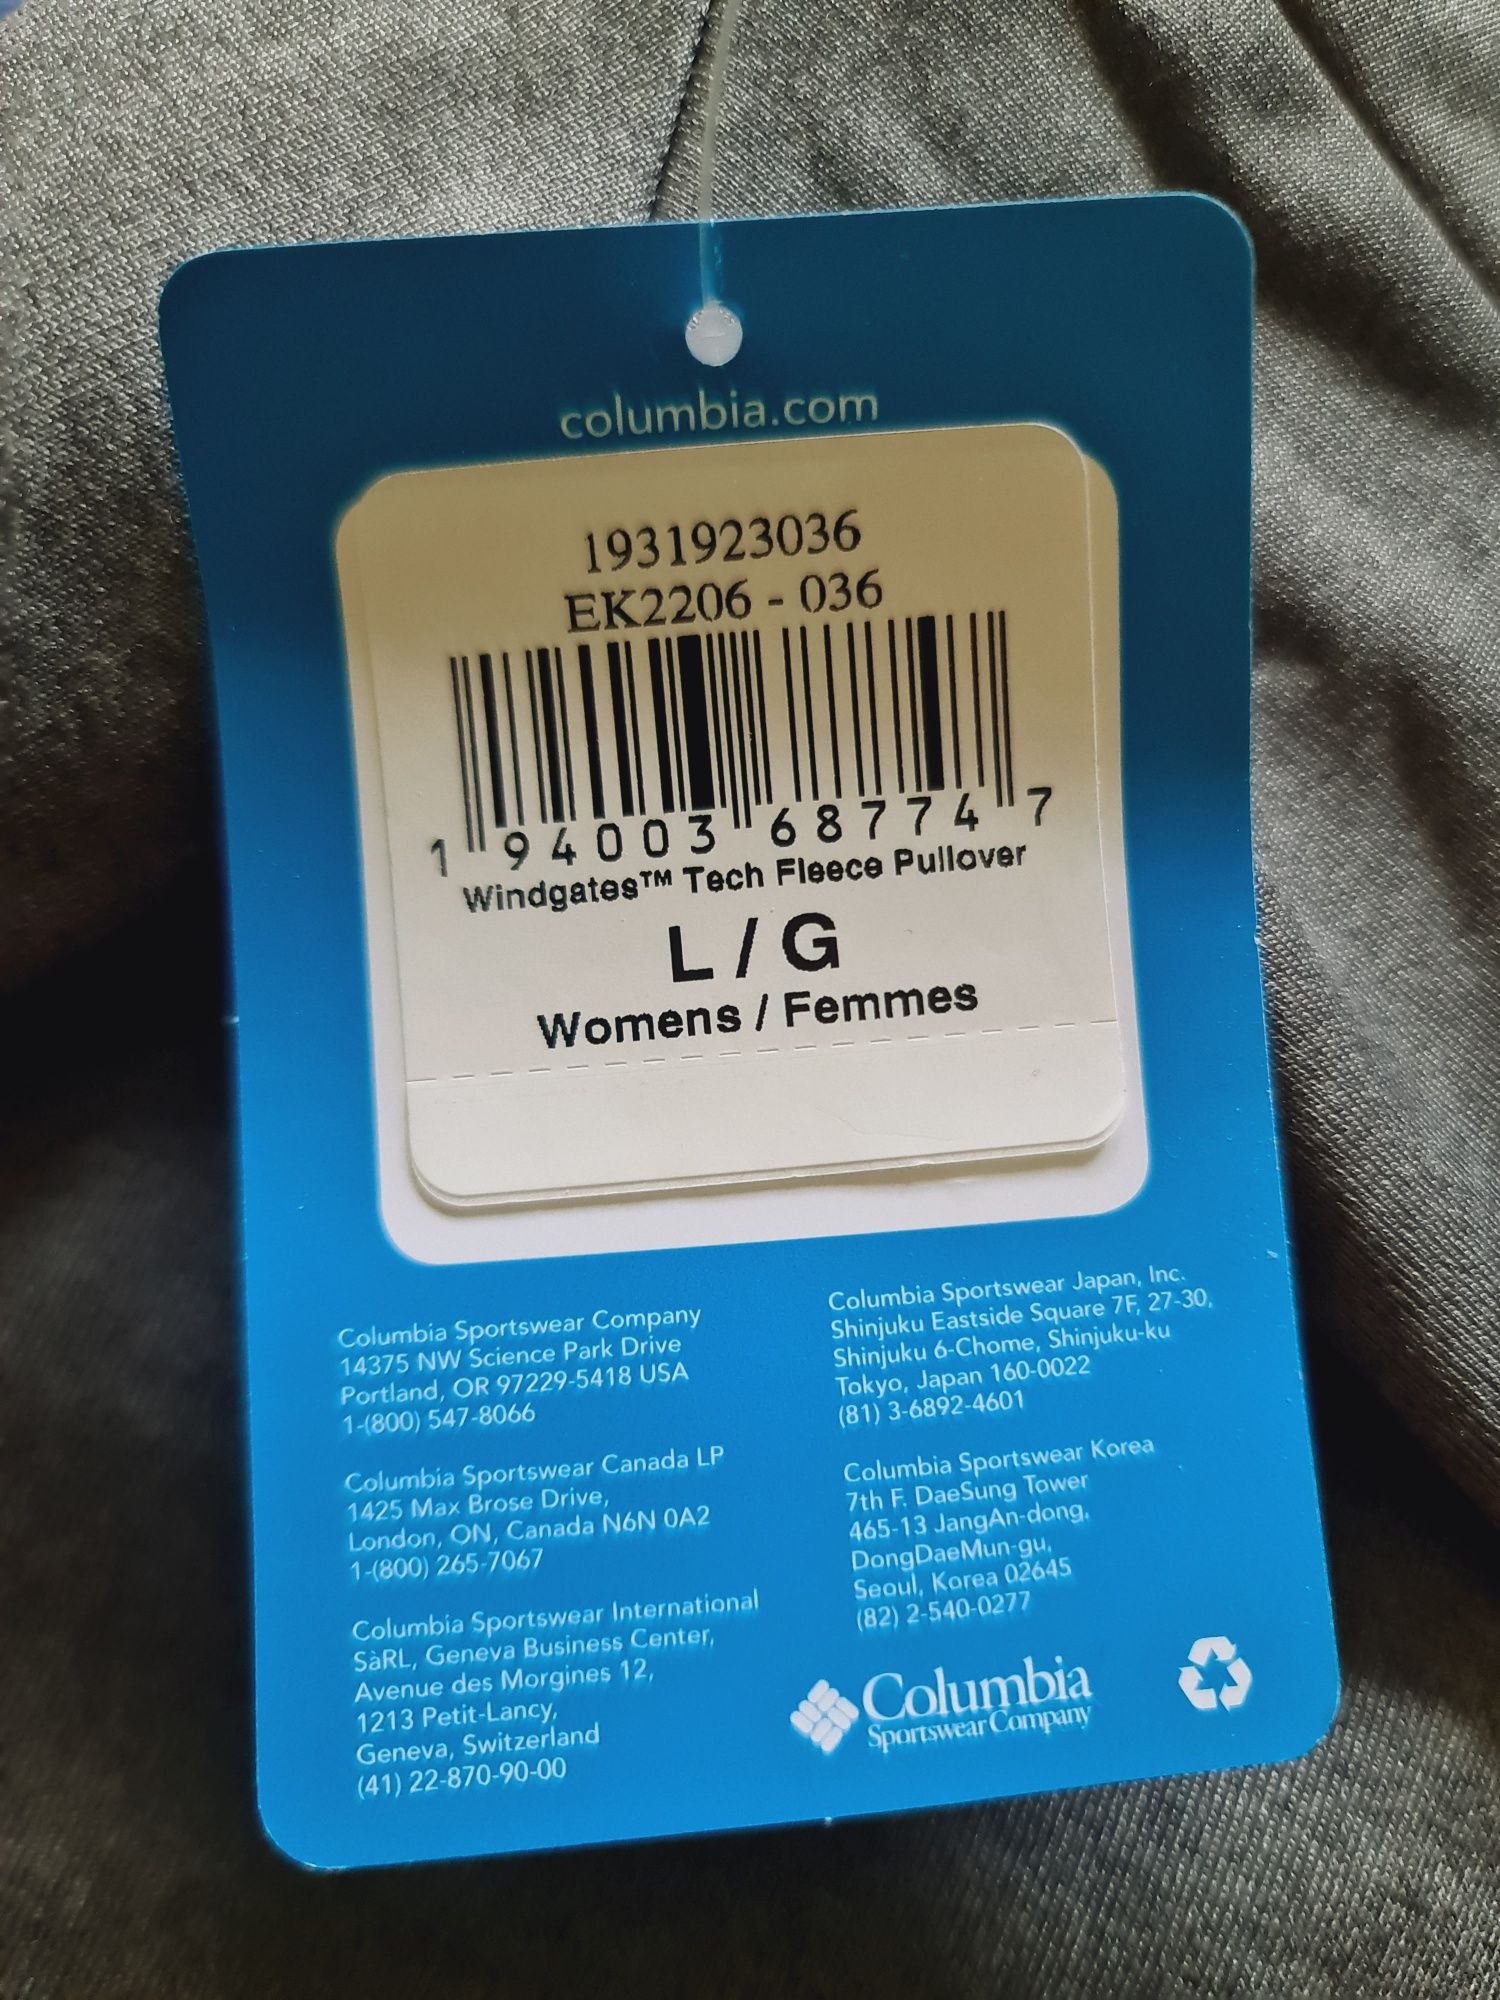 columbia.com
1931923036
EK2206 - 036
1 94003 68774 7
Windgates™ Tech Fleece Pullover
L / G
Womens / Femmes
Columbia Sportswear Company
14375 NW Science Park Drive
Portland, OR 97229-5418 USA
1-(800) 547-8066
Columbia Sportswear Canada LP
1425 Max Brose Drive,
London, ON, Canada N6N 0A2
1-(800) 265-7067
Columbia Sportswear International
SàRL, Geneva Business Center,
Avenue des Morgines 12,
1213 Petit-Lancy,
Geneva, Switzerland
(41) 22-870-90-00
Columbia Sportswear Japan, Inc.
Shinjuku Eastside Square 7F, 27-30,
Shinjuku 6-Chome, Shinjuku-ku
Tokyo, Japan 160-0022
(81) 3-6892-4601
Columbia Sportswear Korea
7th F. DaeSung Tower
465-13 JangAn-dong,
DongDaeMun-gu,
Seoul, Korea 02645
(82) 2-540-0277
Columbia
Sportswear Company